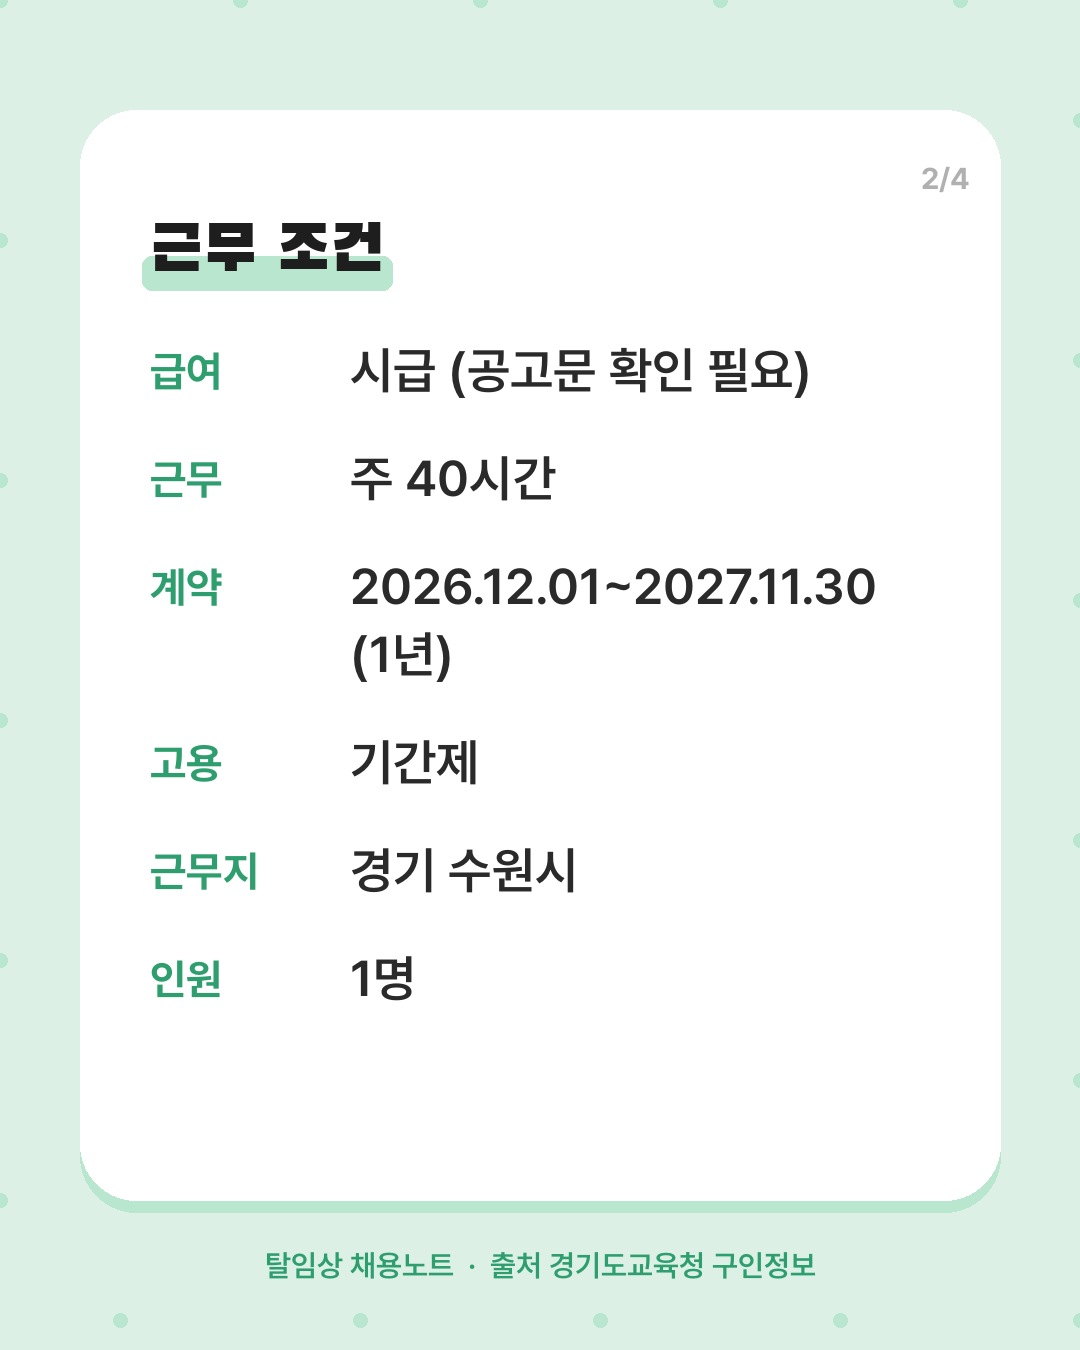 2/4
근무 조건
급여 시급 (공고문 확인 필요)
근무 주 40시간
계약 2026.12.01~2027.11.30
(1년)
고용 기간제
근무지 경기 수원시
인원 1명
탈임상 채용노트 · 출처 경기도교육청 구인정보